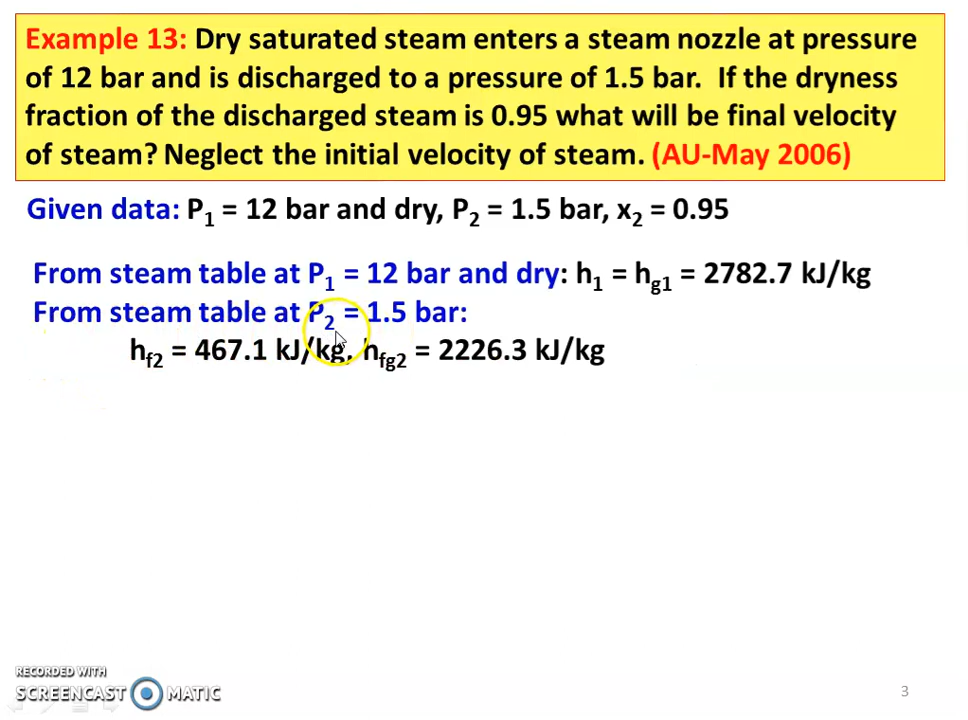 Example 13: Dry saturated steam enters a steam nozzle at pressure
of 12 bar and is discharged to a pressure of 1.5 bar. If the dryness
fraction of the discharged steam is 0.95 what will be final velocity
of steam? Neglect the initial velocity of steam. (AU-May 2006)
Given data: P₁ = 12 bar and dry, P₂ = 1.5 bar, x₂ = 0.95
From steam table at P₁ = 12 bar and dry: h₁ = hg1 = 2782.7 kJ/kg
From steam table at P₂ = 1.5 bar:
hf2 = 467.1 kJ/kg, hfg2 = 2226.3 kJ/kg
RECORDED WITH
SCREENCAST MATIC
3